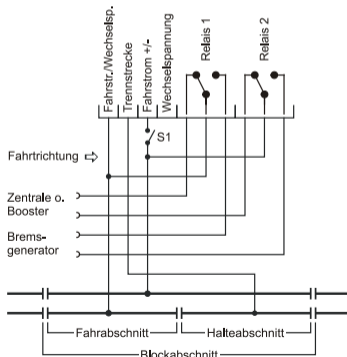 Fahrstr./Wechselsp.
Trennstrecke
Fahrstrom +/-
Wechselspannung
Relais 1
Relais 2
S1
Fahrtrichtung
Zentrale o.
Booster
Brems-
generator
Fahrabschnitt
Halteabschnitt
Blockabschnitt